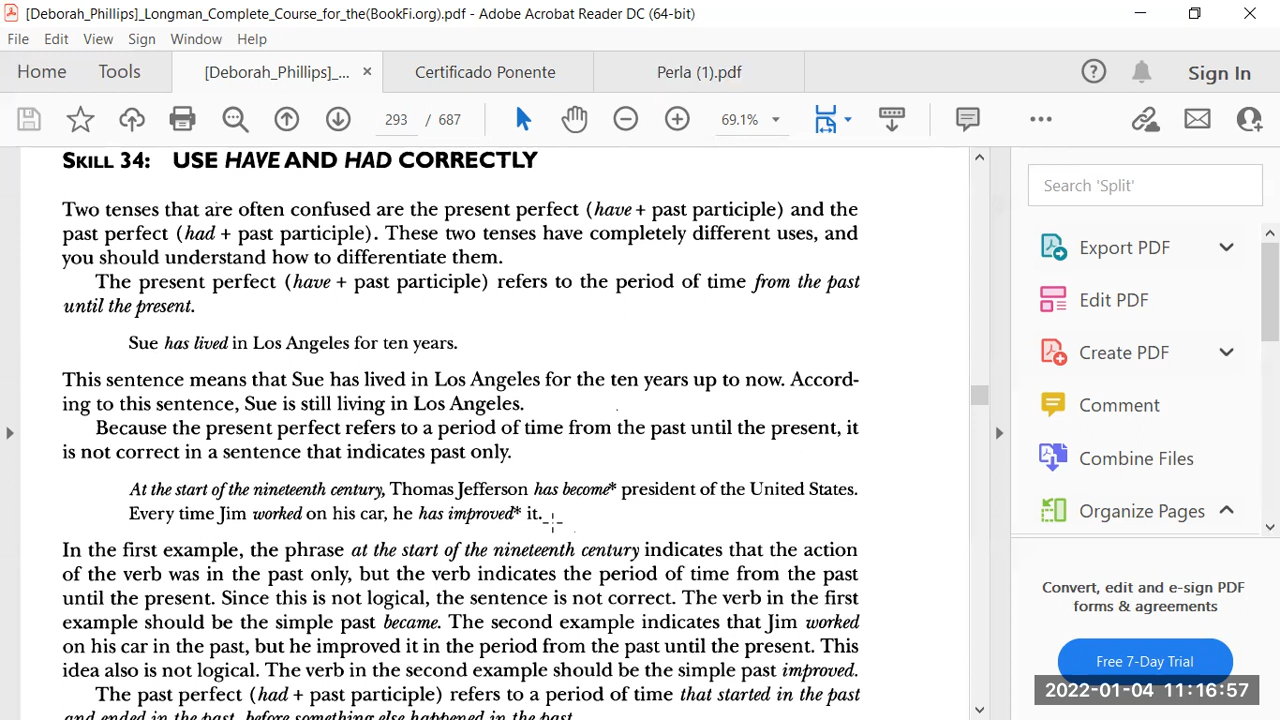 [Deborah_Phillips]_Longman_Complete_Course_for_the(BookFi.org).pdf - Adobe Acrobat Reader DC (64-bit)
File Edit View Sign Window Help
Home Tools [Deborah_Phillips]_... × Certificado Ponente Perla (1).pdf Sign In
293 / 687 69.1%
SKILL 34: USE HAVE AND HAD CORRECTLY
Two tenses that are often confused are the present perfect (have + past participle) and the
past perfect (had + past participle). These two tenses have completely different uses, and
you should understand how to differentiate them.
The present perfect (have + past participle) refers to the period of time from the past
until the present.
Sue has lived in Los Angeles for ten years.
This sentence means that Sue has lived in Los Angeles for the ten years up to now. Accord-
ing to this sentence, Sue is still living in Los Angeles.
Because the present perfect refers to a period of time from the past until the present, it
is not correct in a sentence that indicates past only.
At the start of the nineteenth century, Thomas Jefferson has become* president of the United States.
Every time Jim worked on his car, he has improved* it.
In the first example, the phrase at the start of the nineteenth century indicates that the action
of the verb was in the past only, but the verb indicates the period of time from the past
until the present. Since this is not logical, the sentence is not correct. The verb in the first
example should be the simple past became. The second example indicates that Jim worked
on his car in the past, but he improved it in the period from the past until the present. This
idea also is not logical. The verb in the second example should be the simple past improved.
The past perfect (had + past participle) refers to a period of time that started in the past
and ended in the past, before something else happened in the past.
Search 'Split'
Export PDF
Edit PDF
Create PDF
Comment
Combine Files
Organize Pages
Convert, edit and e-sign PDF
forms & agreements
Free 7-Day Trial
2022-01-04 11:16:57